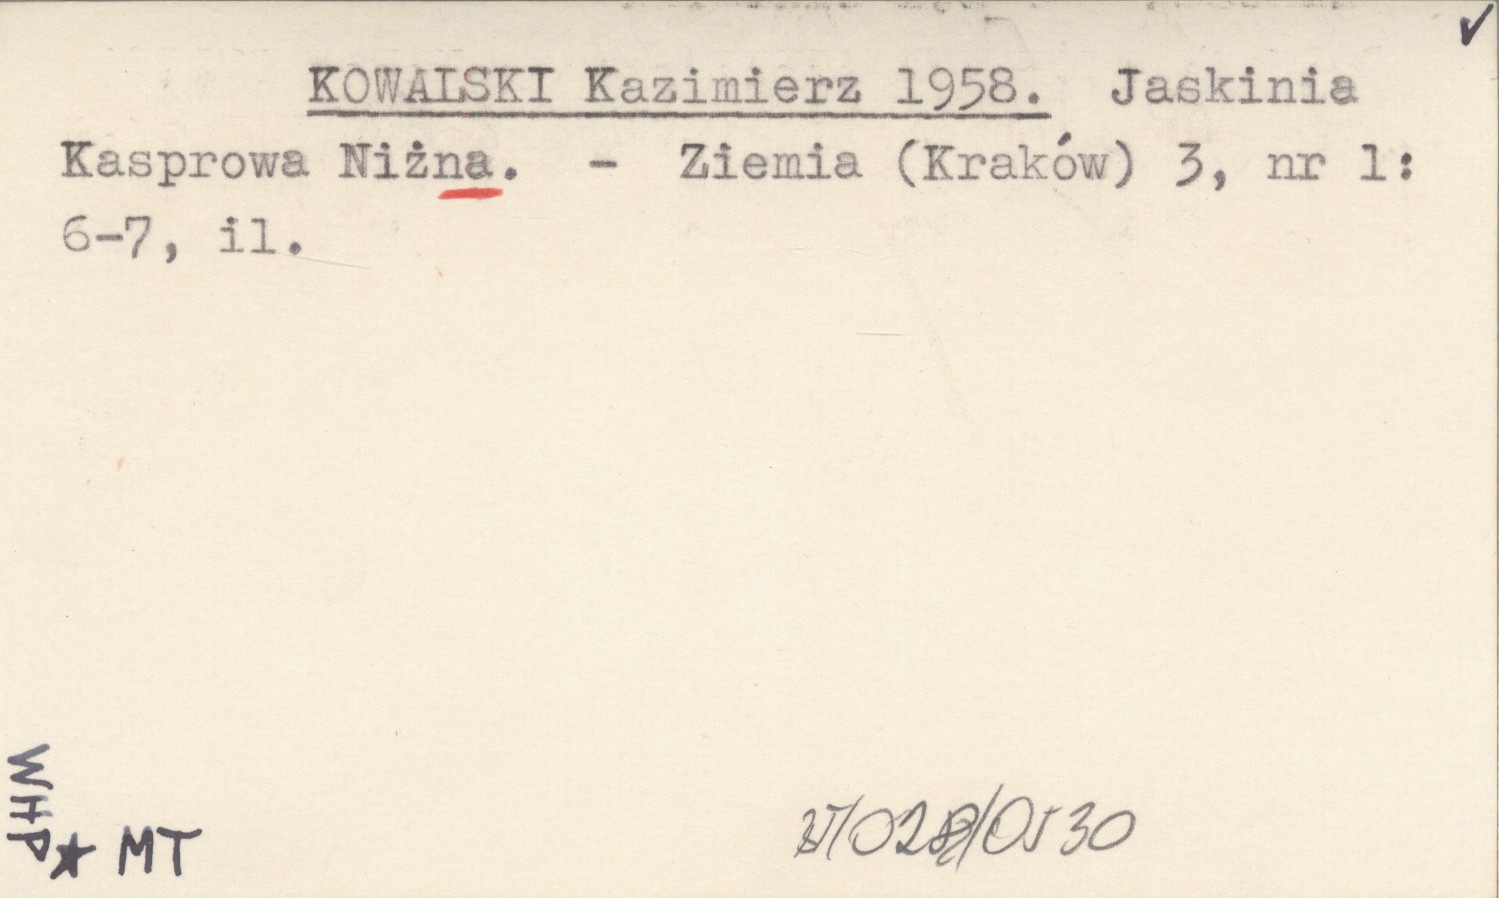 ✓
KOWALSKI Kazimierz 1958. Jaskinia
Kasprowa Niżna. - Ziemia (Kraków) 3, nr 1:
6-7, il.
WHP
★ MT